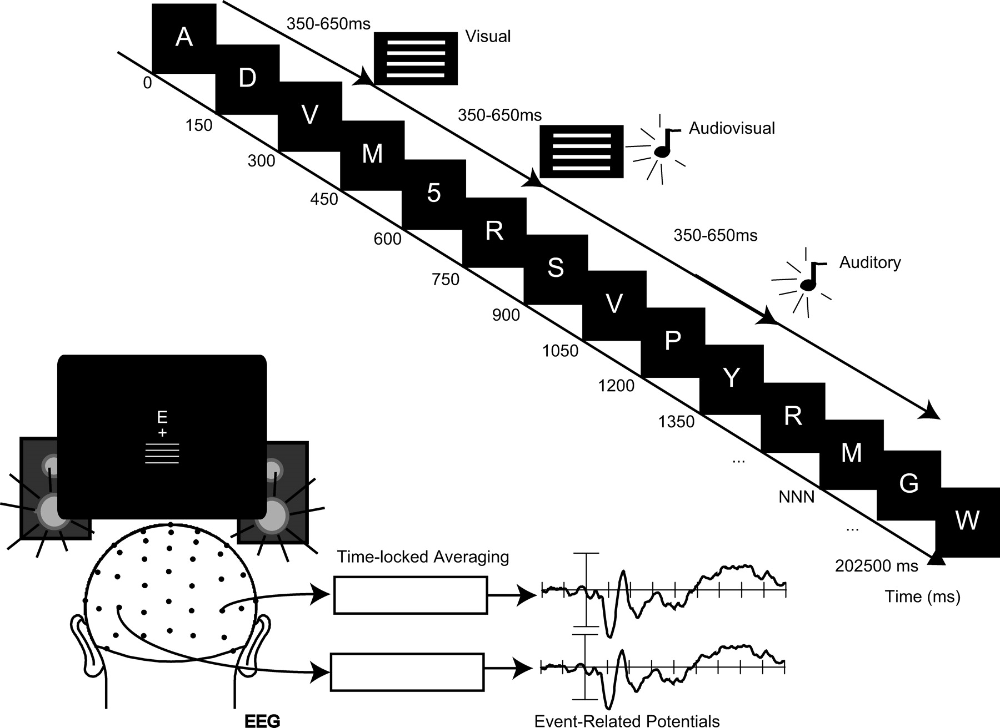 A
D
V
M
5
R
S
V
P
Y
R
M
G
W
0
150
300
450
600
750
900
1050
1200
1350
...
NNN
...
202500 ms
Time (ms)
350-650ms
Visual
350-650ms
Audiovisual
350-650ms
Auditory
E
+
Time-locked Averaging
EEG
Event-Related Potentials